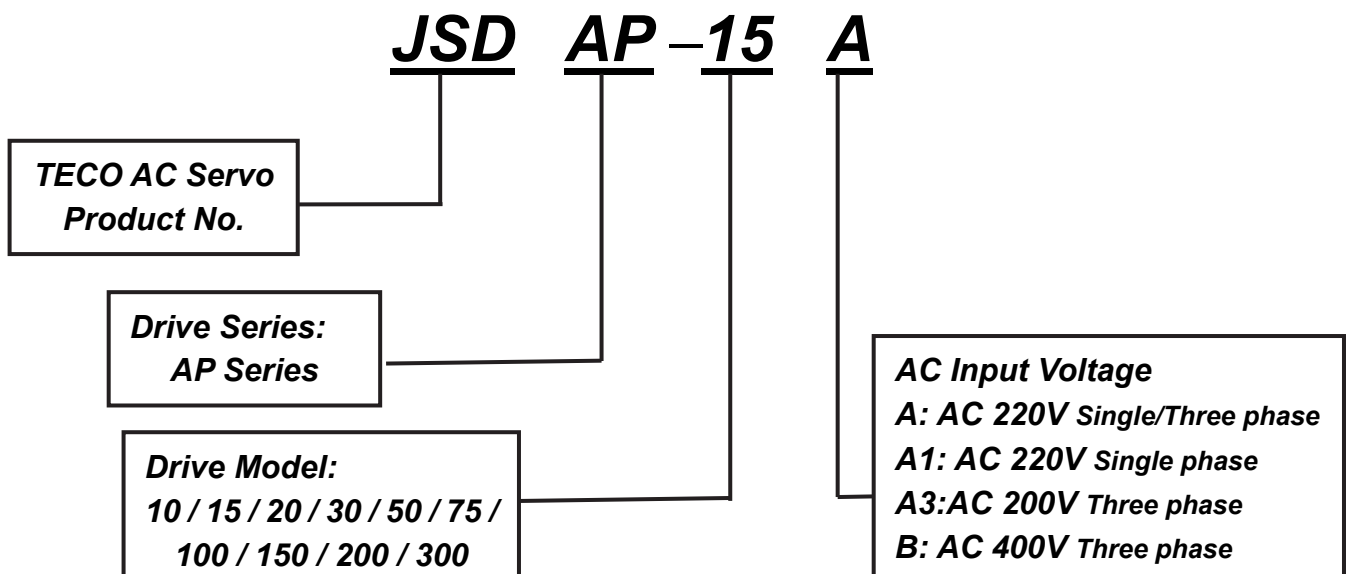 JSD AP–15 A
TECO AC Servo
Product No.
Drive Series:
AP Series
Drive Model:
10 / 15 / 20 / 30 / 50 / 75 /
100 / 150 / 200 / 300
AC Input Voltage
A: AC 220V Single/Three phase
A1: AC 220V Single phase
A3:AC 200V Three phase
B: AC 400V Three phase